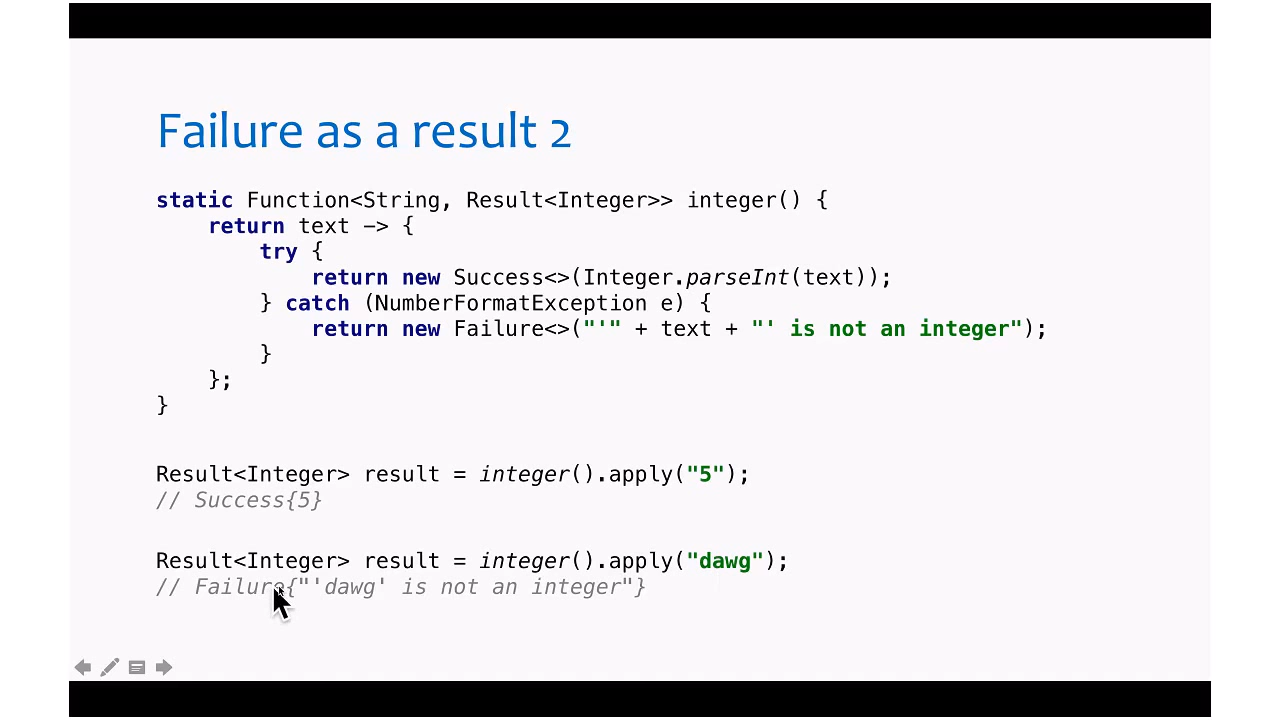 Failure as a result 2
static Function<String, Result<Integer>> integer() {
    return text -> {
        try {
            return new Success<>(Integer.parseInt(text));
        } catch (NumberFormatException e) {
            return new Failure<>("'" + text + "' is not an integer");
        }
    };
}
Result<Integer> result = integer().apply("5");
// Success{5}
Result<Integer> result = integer().apply("dawg");
// Failure{"'dawg' is not an integer"}